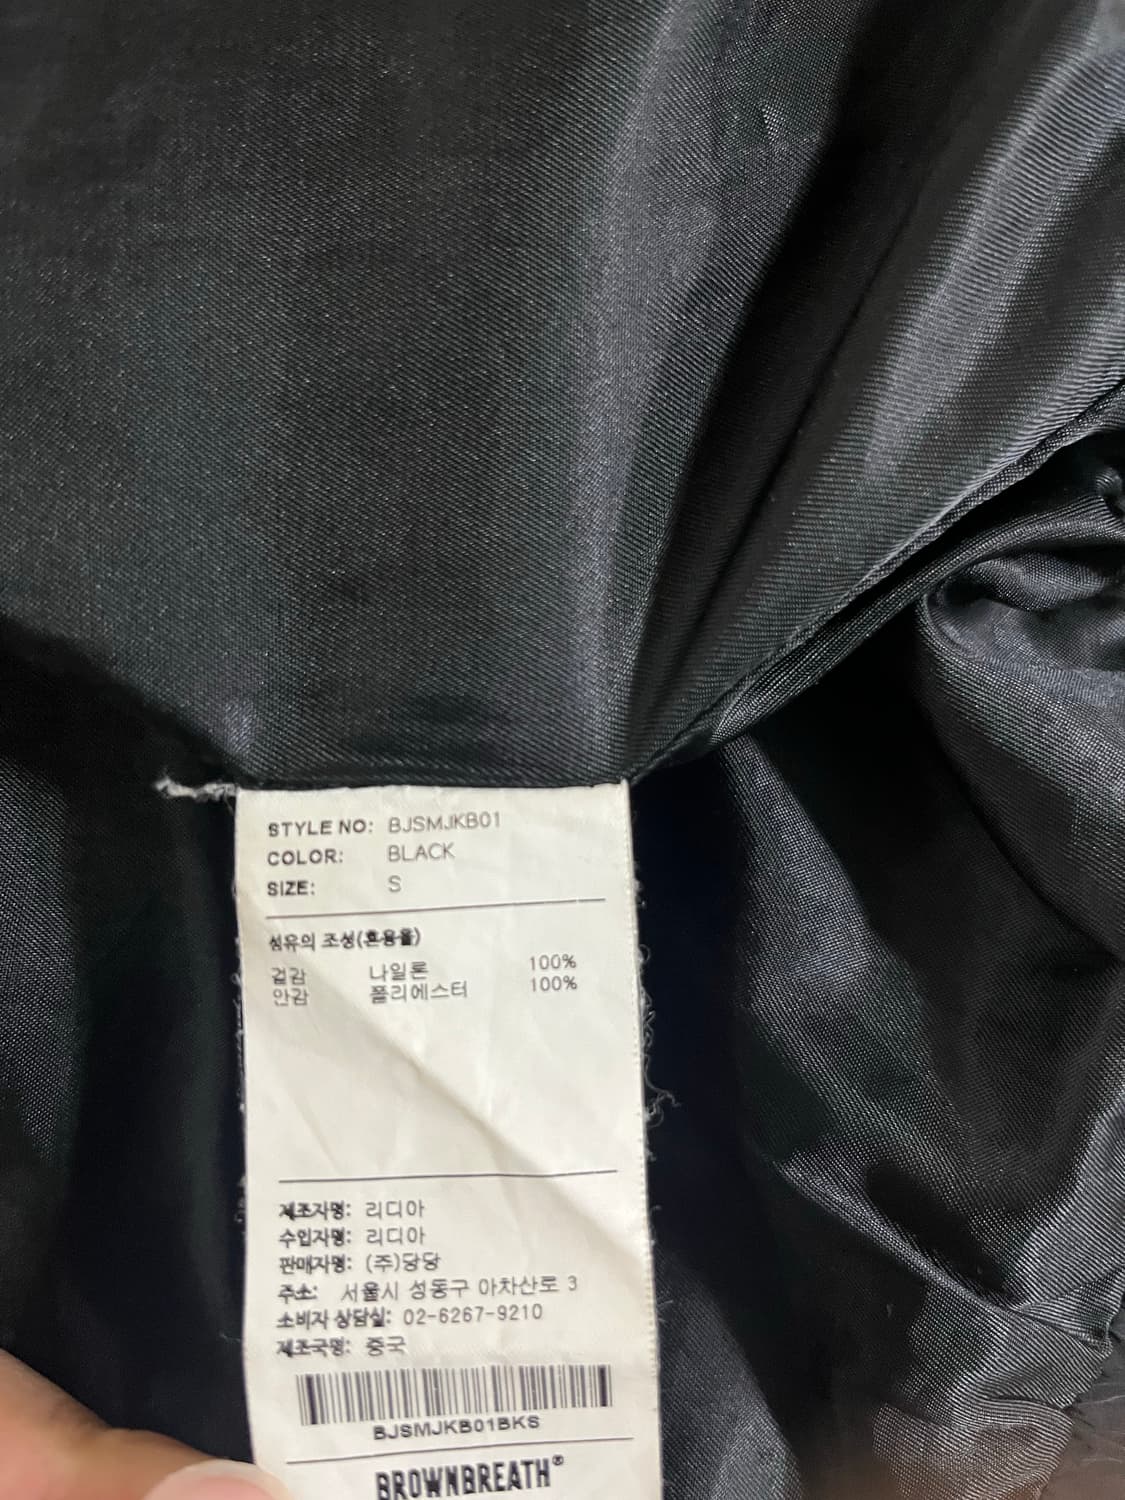 STYLE NO: BJSMJKB01
COLOR: BLACK
SIZE: S
섬유의 조성(혼용율)
겉감 나일론 100%
안감 폴리에스터 100%
제조자명: 리디아
수입자명: 리디아
판매자명: (주)당당
주소: 서울시 성동구 아차산로 3
소비자 상담실: 02-6267-9210
제조국명: 중국
BJSMJKB01BKS
BROWNBREATH®